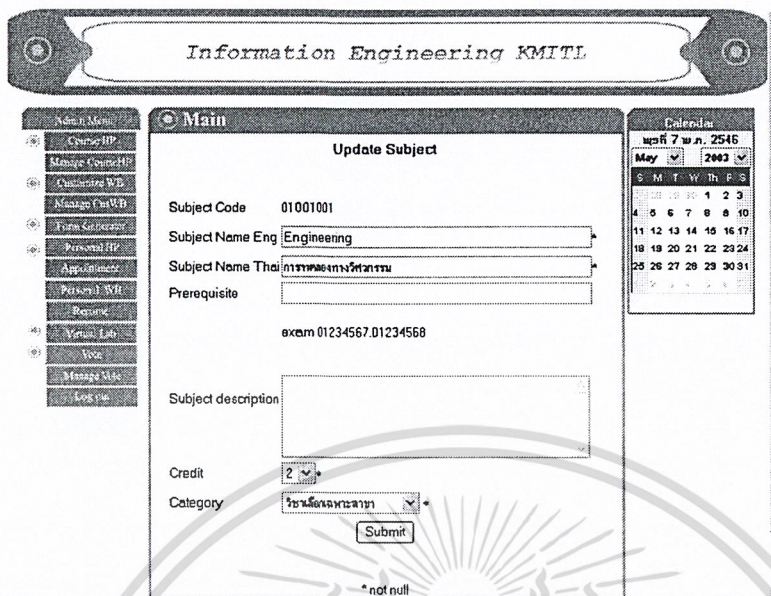 Information Engineering KMITL
Admin Menu
Course HP
Manage CourseHP
Customize WB
Manage CusWB
Form Generator
Personal HP
Appointment
Personal WB
Resume
Virtual Lab
Vote
Manage Vote
Log out
Main
Update Subject
Subject Code 01001001
Subject Name Eng Engineering *
Subject Name Thai การทดลองทางวิศวกรรม *
Prerequisite
exam 01234567,01234568
Subject description
Credit 2 *
Category วิชาเลือกเฉพาะสาขา *
Submit
* not null
Calendar
พุธที่ 7 พ.ค. 2546
May 2003
S M T W Th F S
1 2 3
4 5 6 7 8 9 10
11 12 13 14 15 16 17
18 19 20 21 22 23 24
25 26 27 28 29 30 31